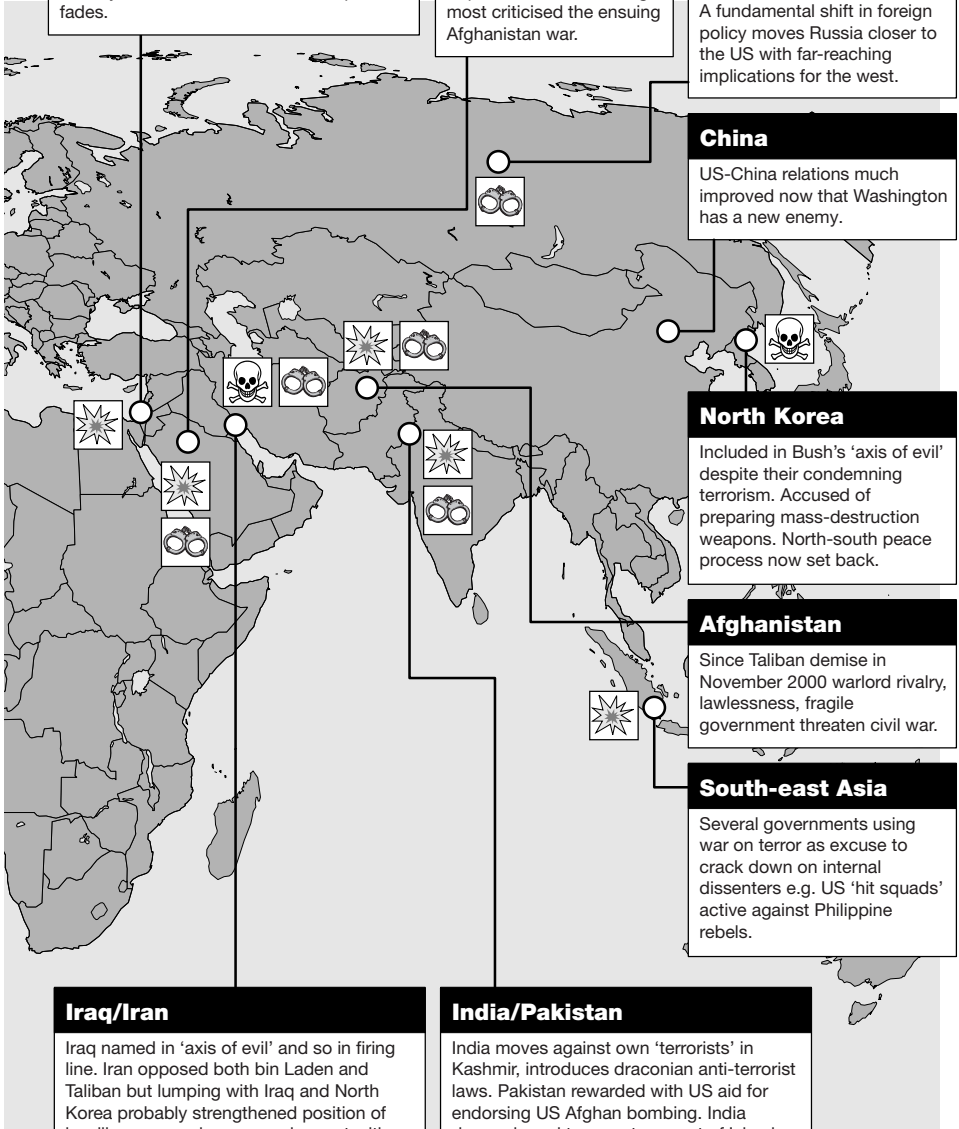 fades.
most criticised the ensuing
Afghanistan war.
A fundamental shift in foreign
policy moves Russia closer to
the US with far-reaching
implications for the west.
China
US-China relations much
improved now that Washington
has a new enemy.
North Korea
Included in Bush’s ‘axis of evil’
despite their condemning
terrorism. Accused of
preparing mass-destruction
weapons. North-south peace
process now set back.
Afghanistan
Since Taliban demise in
November 2000 warlord rivalry,
lawlessness, fragile
government threaten civil war.
South-east Asia
Several governments using
war on terror as excuse to
crack down on internal
dissenters e.g. US ‘hit squads’
active against Philippine
rebels.
Iraq/Iran
Iraq named in ‘axis of evil’ and so in firing
line. Iran opposed both bin Laden and
Taliban but lumping with Iraq and North
Korea probably strengthened position of
India/Pakistan
India moves against own ‘terrorists’ in
Kashmir, introduces draconian anti-terrorist
laws. Pakistan rewarded with US aid for
endorsing US Afghan bombing. India